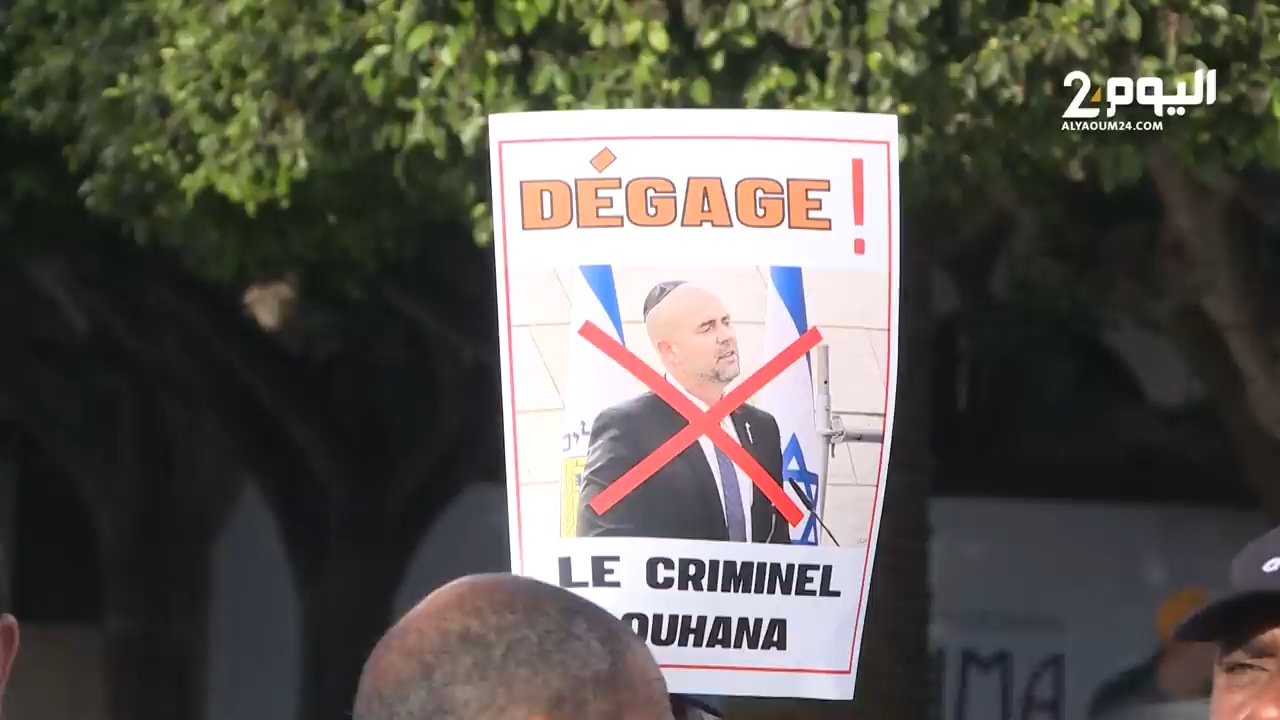 اليوم 24
ALYAOUM24.COM
DÉGAGE !
LE CRIMINEL
OUHANA